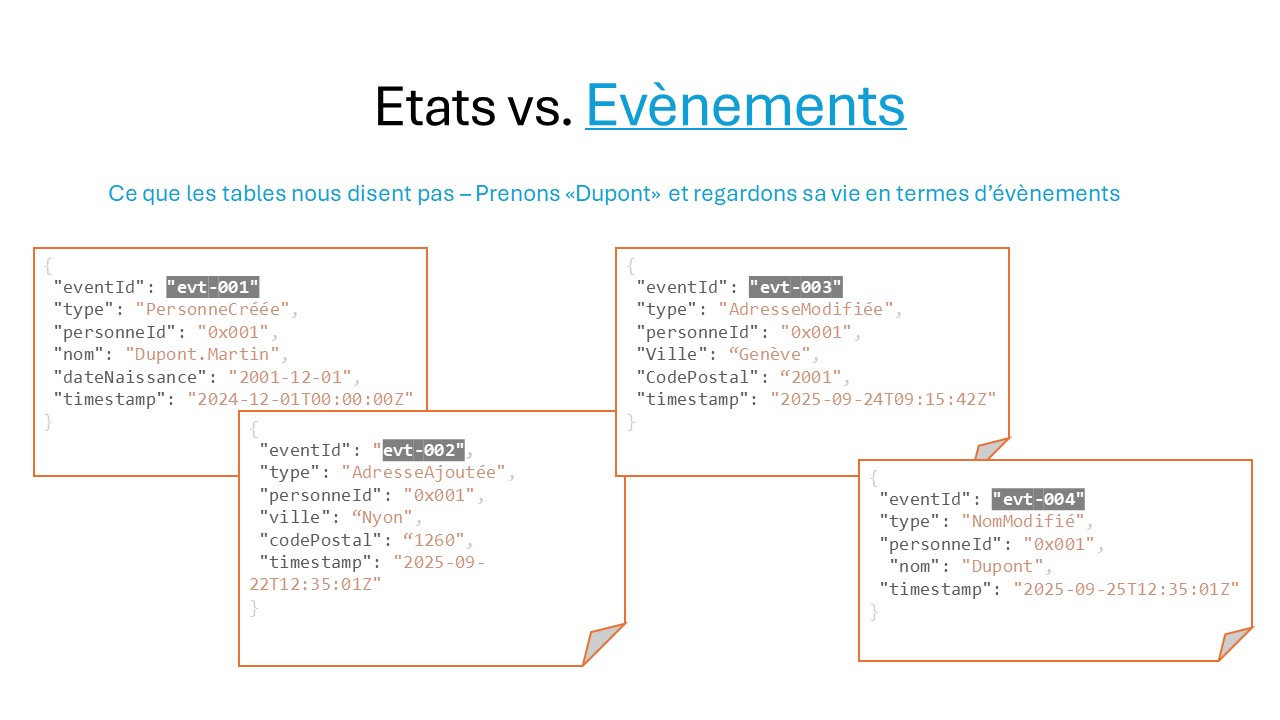 Etats vs. Evènements
Ce que les tables nous disent pas – Prenons «Dupont» et regardons sa vie en termes d’évènements
{
"eventId": "evt-001"
"type": "PersonneCréée",
"personneId": "0x001",
"nom": "Dupont.Martin",
"dateNaissance": "2001-12-01",
"timestamp": "2024-12-01T00:00:00Z"
}
{
"eventId": "evt-002",
"type": "AdresseAjoutée",
"personneId": "0x001",
"ville": “Nyon",
"codePostal": “1260",
"timestamp": "2025-09-
22T12:35:01Z"
}
{
"eventId": "evt-003"
"type": "AdresseModifiée",
"personneId": "0x001",
"Ville": “Genève",
"CodePostal": “2001",
"timestamp": "2025-09-24T09:15:42Z"
}
{
"eventId": "evt-004"
"type": "NomModifié",
"personneId": "0x001",
"nom": "Dupont",
"timestamp": "2025-09-25T12:35:01Z"
}